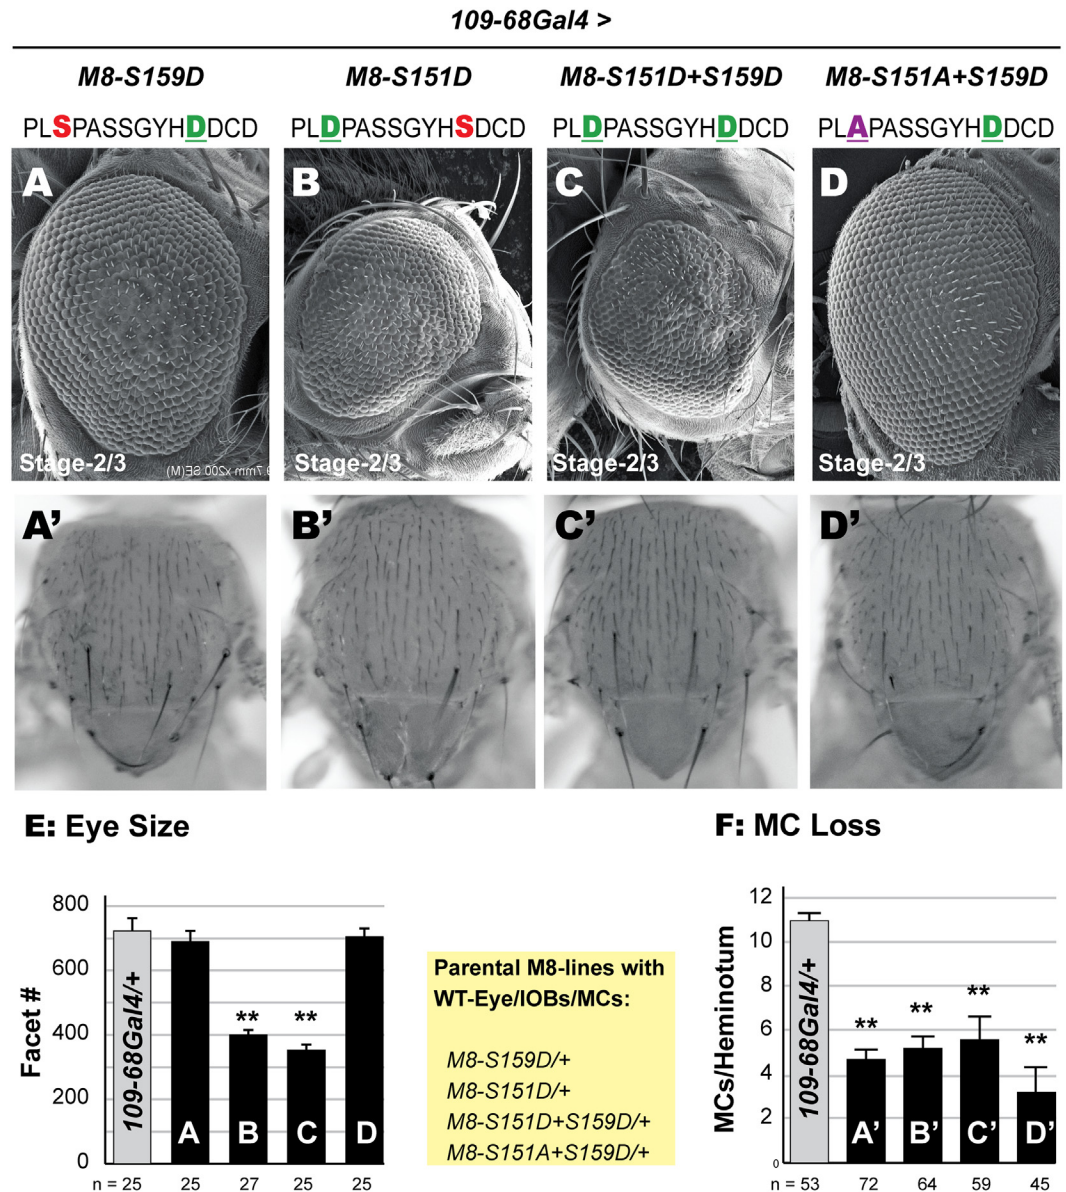 109-68Gal4 >
M8-S159D M8-S151D M8-S151D+S159D M8-S151A+S159D
PLSPASSGYHDDCD PLDPASSGYHSDCD PLDPASSGYHDDCD PLAPASSGYHDDCD
A B C D
Stage-2/3 9.7mm x200 SE(M) Stage-2/3 Stage-2/3 Stage-2/3
A’ B’ C’ D’
E: Eye Size
Facet #
800
600
400
200
0
109-68Gal4/+
A
** B
** C
D
n = 25 25 27 25 25
Parental M8-lines with
WT-Eye/IOBs/MCs:
M8-S159D/+
M8-S151D/+
M8-S151D+S159D/+
M8-S151A+S159D/+
F: MC Loss
MCs/Heminotum
12
10
8
6
4
2
0
109-68Gal4/+
** A’
** B’
** C’
** D’
n = 53 72 64 59 45